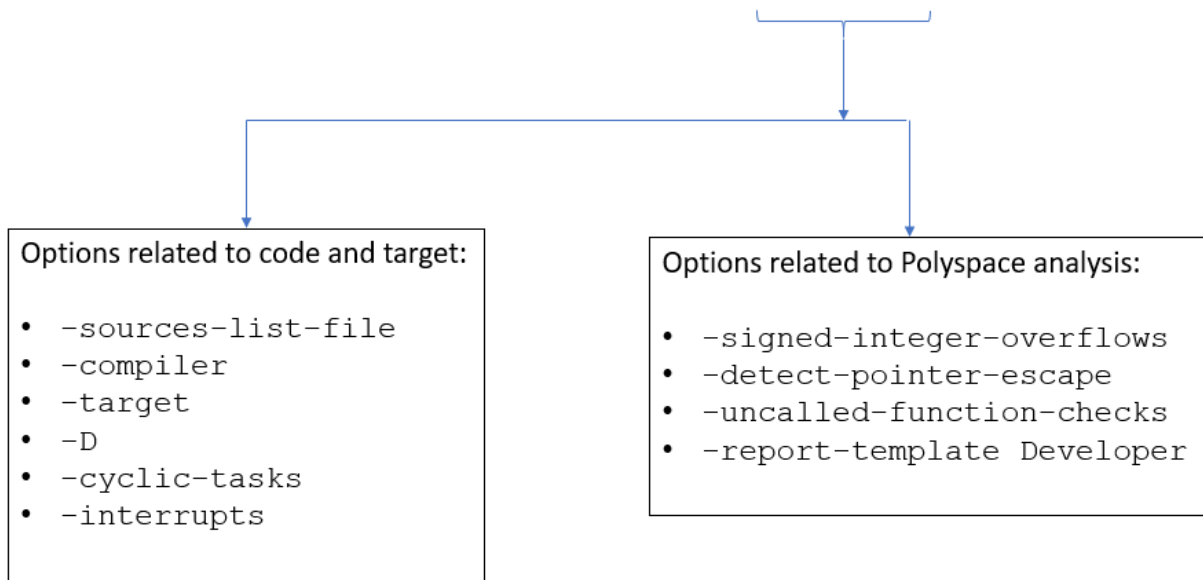 Options related to code and target:
• -sources-list-file
• -compiler
• -target
• -D
• -cyclic-tasks
• -interrupts
Options related to Polyspace analysis:
• -signed-integer-overflows
• -detect-pointer-escape
• -uncalled-function-checks
• -report-template Developer